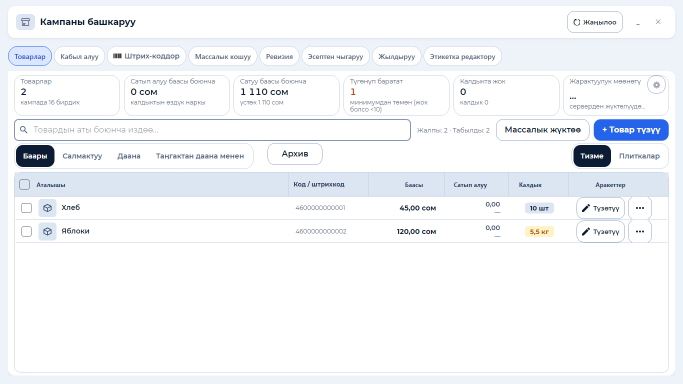 Кампаны башкаруу
Жаңылоо
Товарлар
Кабыл алуу
Штрих-коддор
Массалык кошуу
Ревизия
Эсептен чыгаруу
Жылдыруу
Этикетка редактору
Товарлар
2
кампада 16 бирдик
Сатып алуу баасы боюнча
0 сом
калдыктын өздүк наркы
Сатуу баасы боюнча
1 110 сом
үстөк 1 110 сом
Түгөнүп баратат
1
минимумдан төмөн (жок
болсо <10)
Калдыкта жок
0
калдык 0
Жарактуулук мөөнөтү
...
серверден жүктөлүүдө...
Товардын аты боюнча издөө...
Жалпы: 2 · Табылды: 2
Массалык жүктөө
+ Товар түзүү
Баары
Салмактуу
Даана
Таңгактан даана менен
Архив
Тизме
Плиткалар
Аталышы
Код / штрихкод
Баасы
Сатып алуу
Калдык
Аракеттер
Хлеб
4600000000001
45,00 сом
0,00
—
10 шт
Түзөтүү
Яблоки
4600000000002
120,00 сом
0,00
—
5,5 кг
Түзөтүү